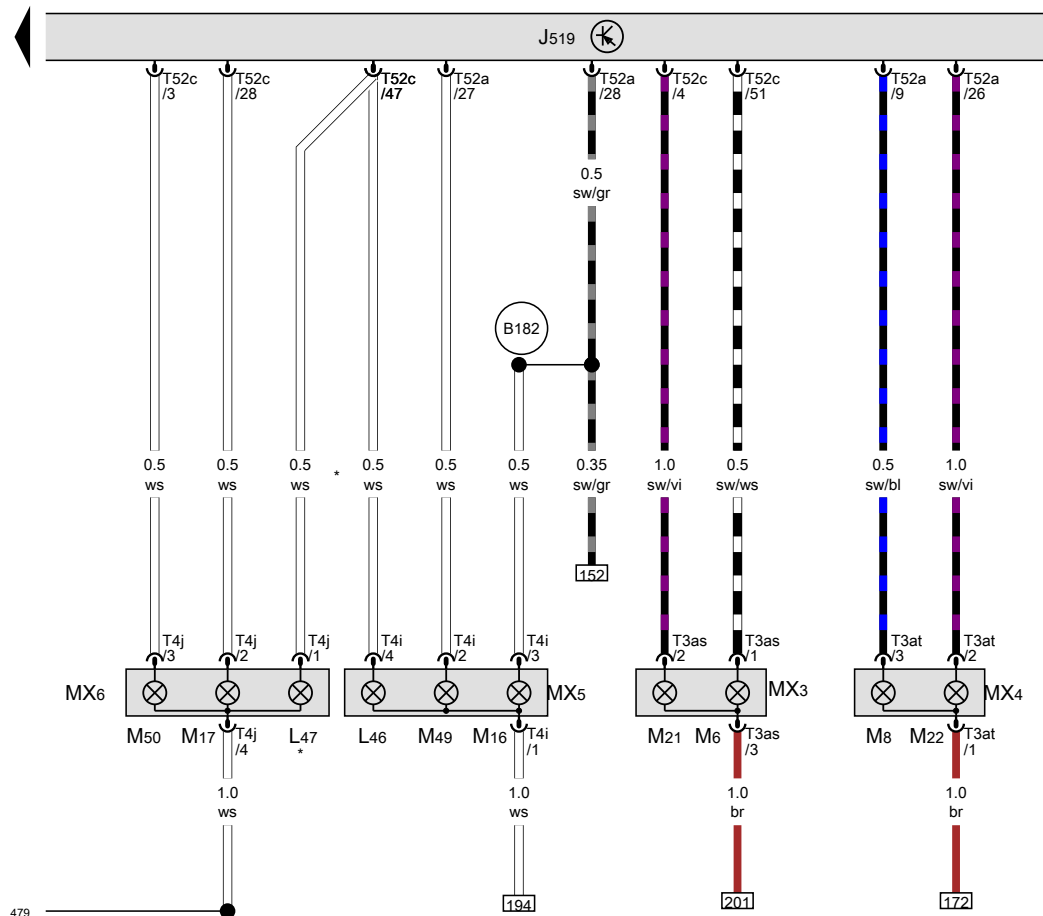 J519
T52c T52c T52c T52a T52a T52c T52c T52a T52a
/3 /28 /47 /27 /28 /4 /51 /9 /26
0.5
sw/gr
B182
0.5 0.5 0.5 * 0.5 0.5 0.5 0.35 1.0 0.5 0.5 1.0
ws ws ws ws ws ws sw/gr sw/vi sw/ws sw/bl sw/vi
152
T4j T4j T4j T4i T4i T4i T3as T3as T3at T3at
/3 /2 /1 /4 /2 /3 /2 /1 /3 /2
MX6 MX5 MX3 MX4
M50 M17 T4j L47 L46 M49 M16 T4i M21 M6 T3as M8 M22 T3at
/4 * /1 /3 /1
1.0 1.0 1.0 1.0
ws ws br br
194 201 172
479